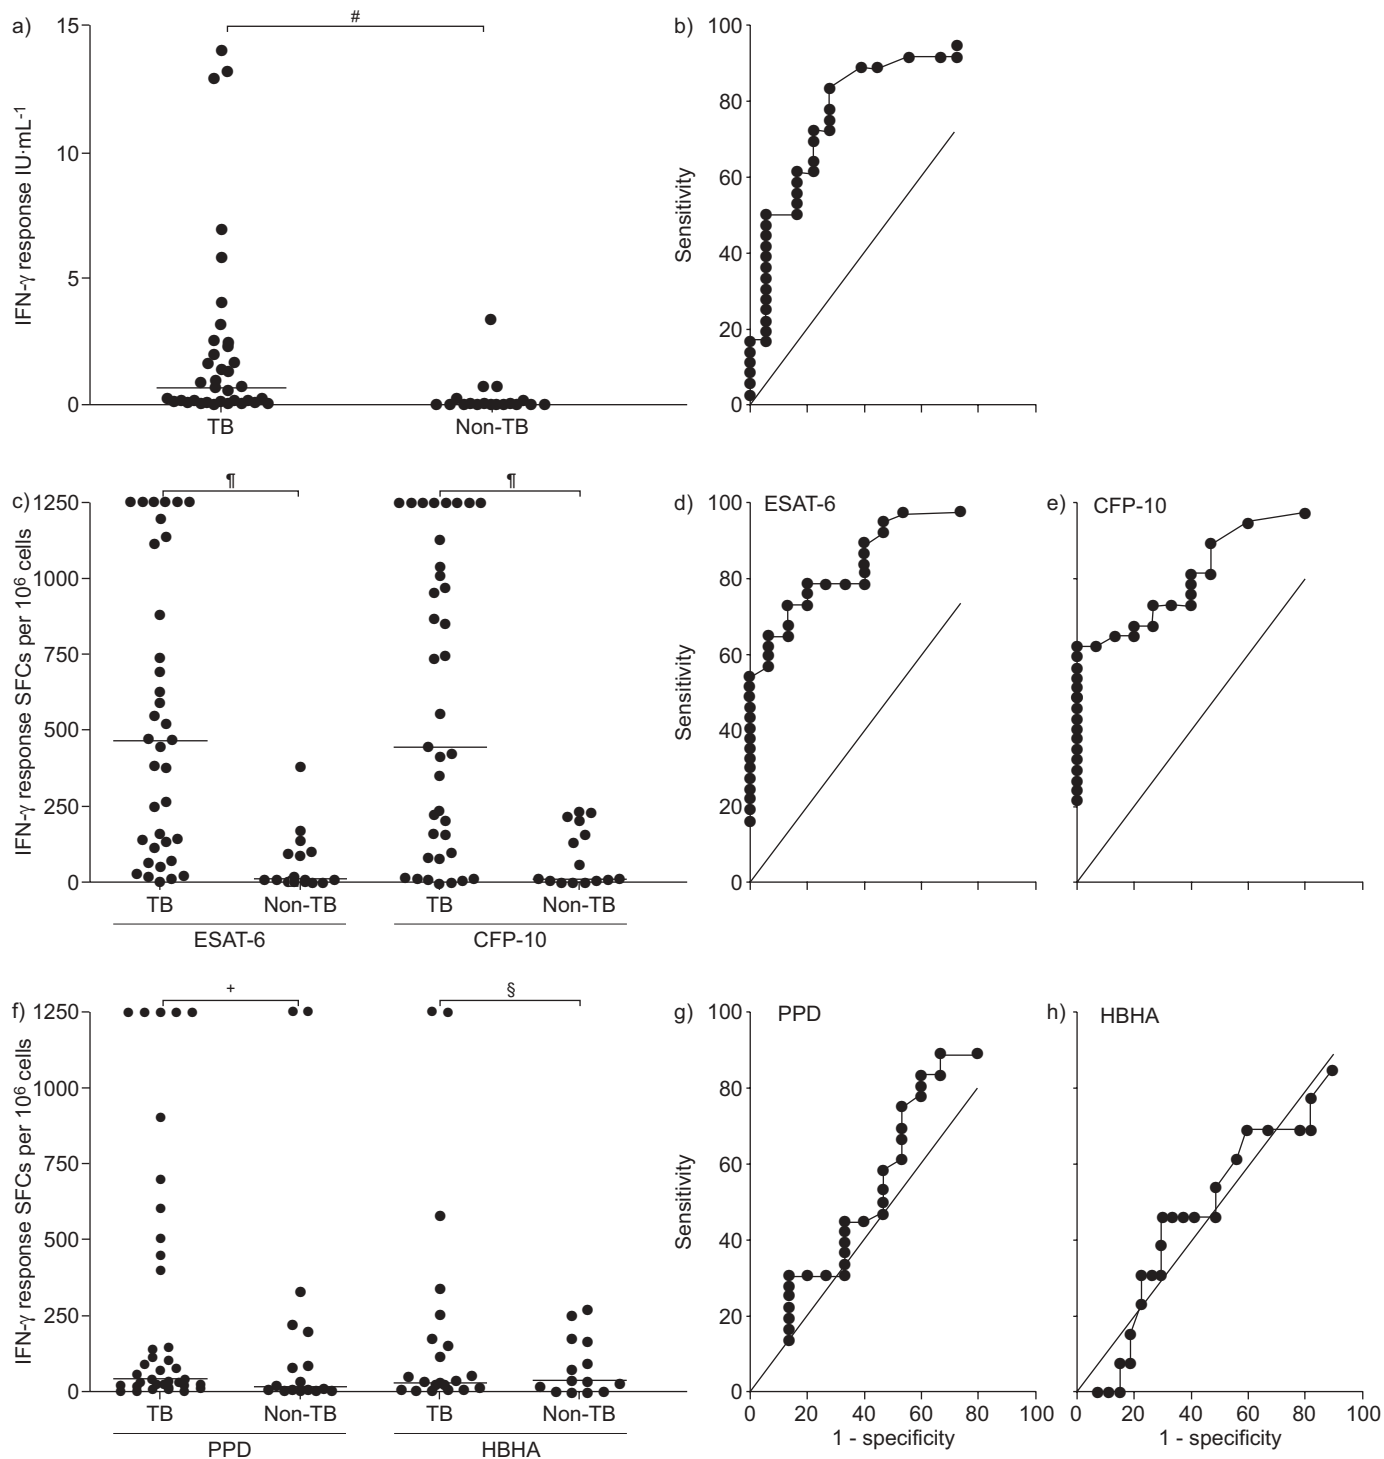 a)
#
15
10
5
0
IFN-γ response IU·mL-1
TB
Non-TB
b)
100
80
60
40
20
0
Sensitivity
c)
¶
¶
1250
1000
750
500
250
0
IFN-γ response SFCs per 10⁶ cells
TB
Non-TB
TB
Non-TB
ESAT-6
CFP-10
d)
ESAT-6
100
80
60
40
20
0
Sensitivity
e)
CFP-10
f)
+
§
1250
1000
750
500
250
0
IFN-γ response SFCs per 10⁶ cells
TB
Non-TB
TB
Non-TB
PPD
HBHA
g)
PPD
100
80
60
40
20
0
Sensitivity
0 20 40 60 80 100
1 - specificity
h)
HBHA
0 20 40 60 80 100
1 - specificity